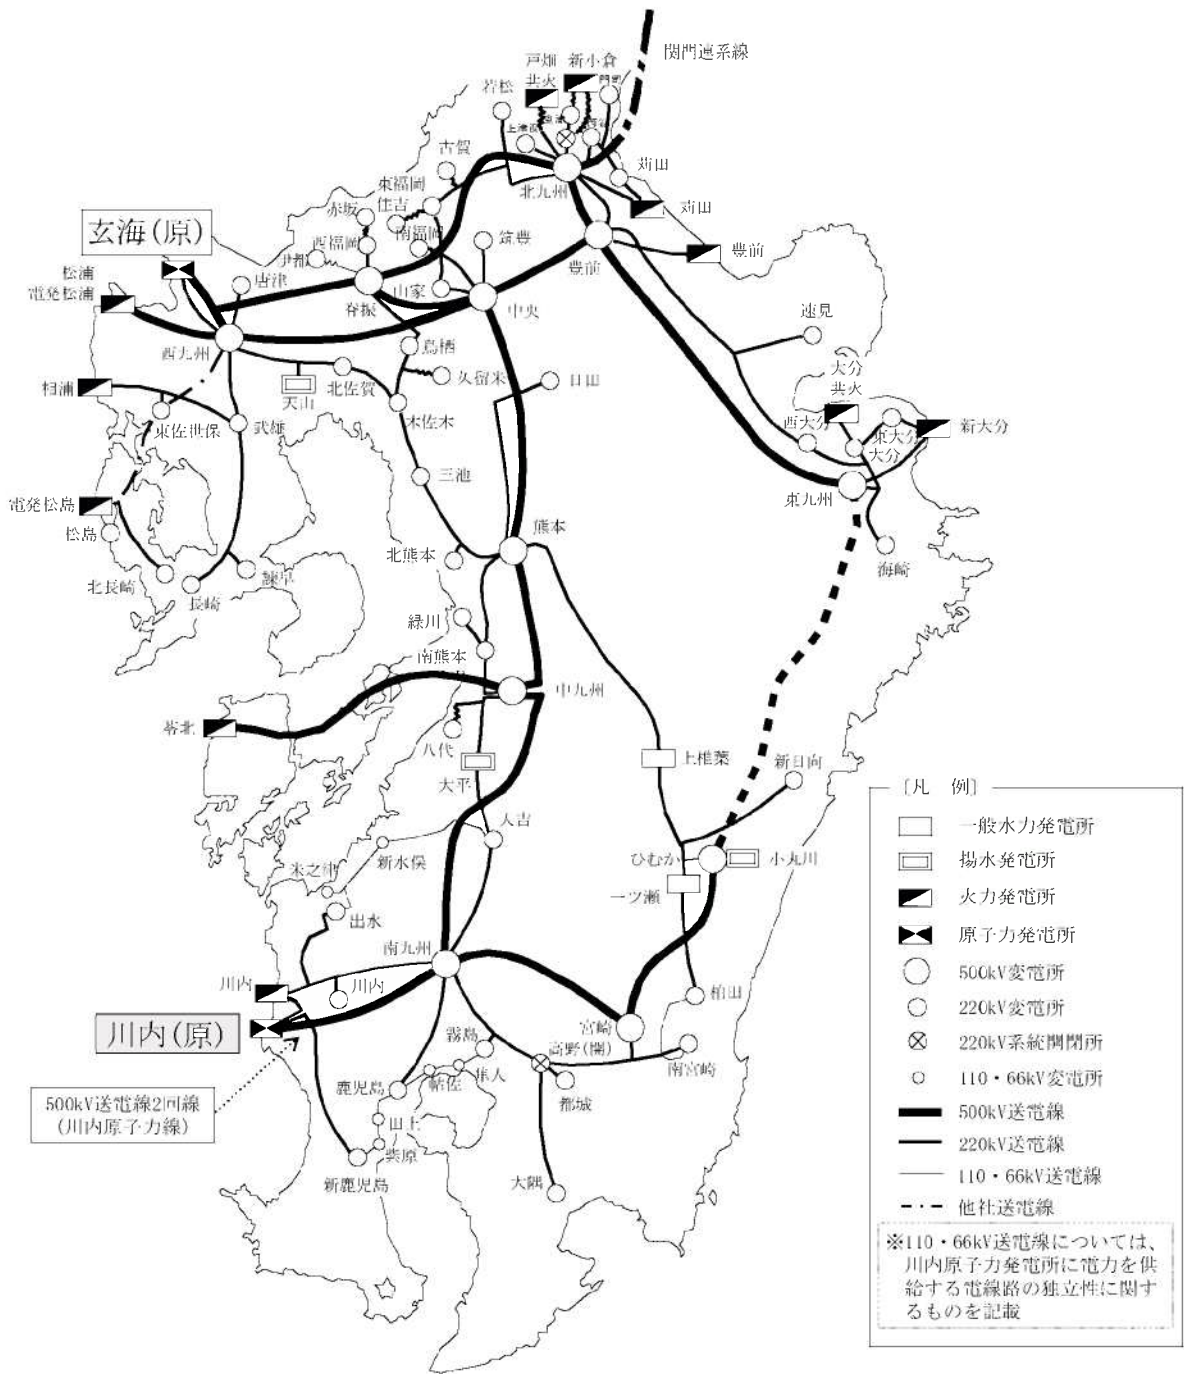 関門連系線
戸畑
共火
新小倉
門司
若松
上津役
西谷
古賀
北九州
苅田
東福岡
住吉
苅田
赤坂
西福岡
南福岡
筑豊
豊前
豊前
玄海(原)
伊都
松浦
電発松浦
唐津
脊振
山家
中央
西九州
鳥栖
速見
相浦
天山
北佐賀
久留米
日田
大分
共火
東佐世保
武雄
木佐木
西大分
東大分
大分
新大分
三池
東九州
電発松島
松島
熊本
北熊本
海崎
北長崎
長崎
諫早
緑川
南熊本
中九州
苓北
八代
大平
上椎葉
新日向
人吉
新水俣
米之津
ひむか
小丸川
一ツ瀬
出水
南九州
川内
川内
柏田
川内(原)
霧島
宮崎
高野(開)
南宮崎
隼人
帖佐
鹿児島
都城
500kV送電線2回線
(川内原子力線)
田上
紫原
新鹿児島
大隅
[凡 例]
一般水力発電所
揚水発電所
火力発電所
原子力発電所
500kV変電所
220kV変電所
220kV系統開閉所
110・66kV変電所
500kV送電線
220kV送電線
110・66kV送電線
他社送電線
※110・66kV送電線については、
川内原子力発電所に電力を供
給する電線路の独立性に関す
るものを記載